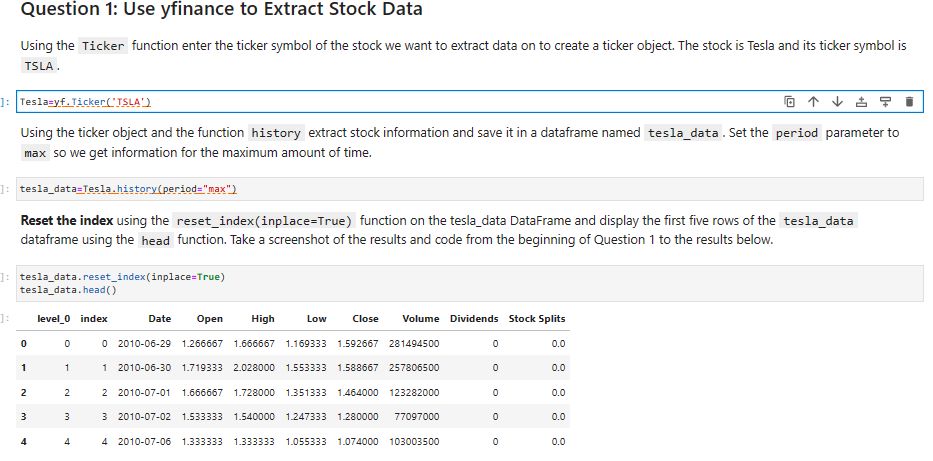 Question 1: Use yfinance to Extract Stock Data
Using the Ticker function enter the ticker symbol of the stock we want to extract data on to create a ticker object. The stock is Tesla and its ticker symbol is
TSLA .
]: Tesla=yf.Ticker('TSLA')
Using the ticker object and the function history extract stock information and save it in a dataframe named tesla_data . Set the period parameter to
max so we get information for the maximum amount of time.
]: tesla_data=Tesla.history(period="max")
Reset the index using the reset_index(inplace=True) function on the tesla_data DataFrame and display the first five rows of the tesla_data
dataframe using the head function. Take a screenshot of the results and code from the beginning of Question 1 to the results below.
]: tesla_data.reset_index(inplace=True)
tesla_data.head()
]: level_0 index Date Open High Low Close Volume Dividends Stock Splits
0 0 0 2010-06-29 1.266667 1.666667 1.169333 1.592667 281494500 0 0.0
1 1 1 2010-06-30 1.719333 2.028000 1.553333 1.588667 257806500 0 0.0
2 2 2 2010-07-01 1.666667 1.728000 1.351333 1.464000 123282000 0 0.0
3 3 3 2010-07-02 1.533333 1.540000 1.247333 1.280000 77097000 0 0.0
4 4 4 2010-07-06 1.333333 1.333333 1.055333 1.074000 103003500 0 0.0